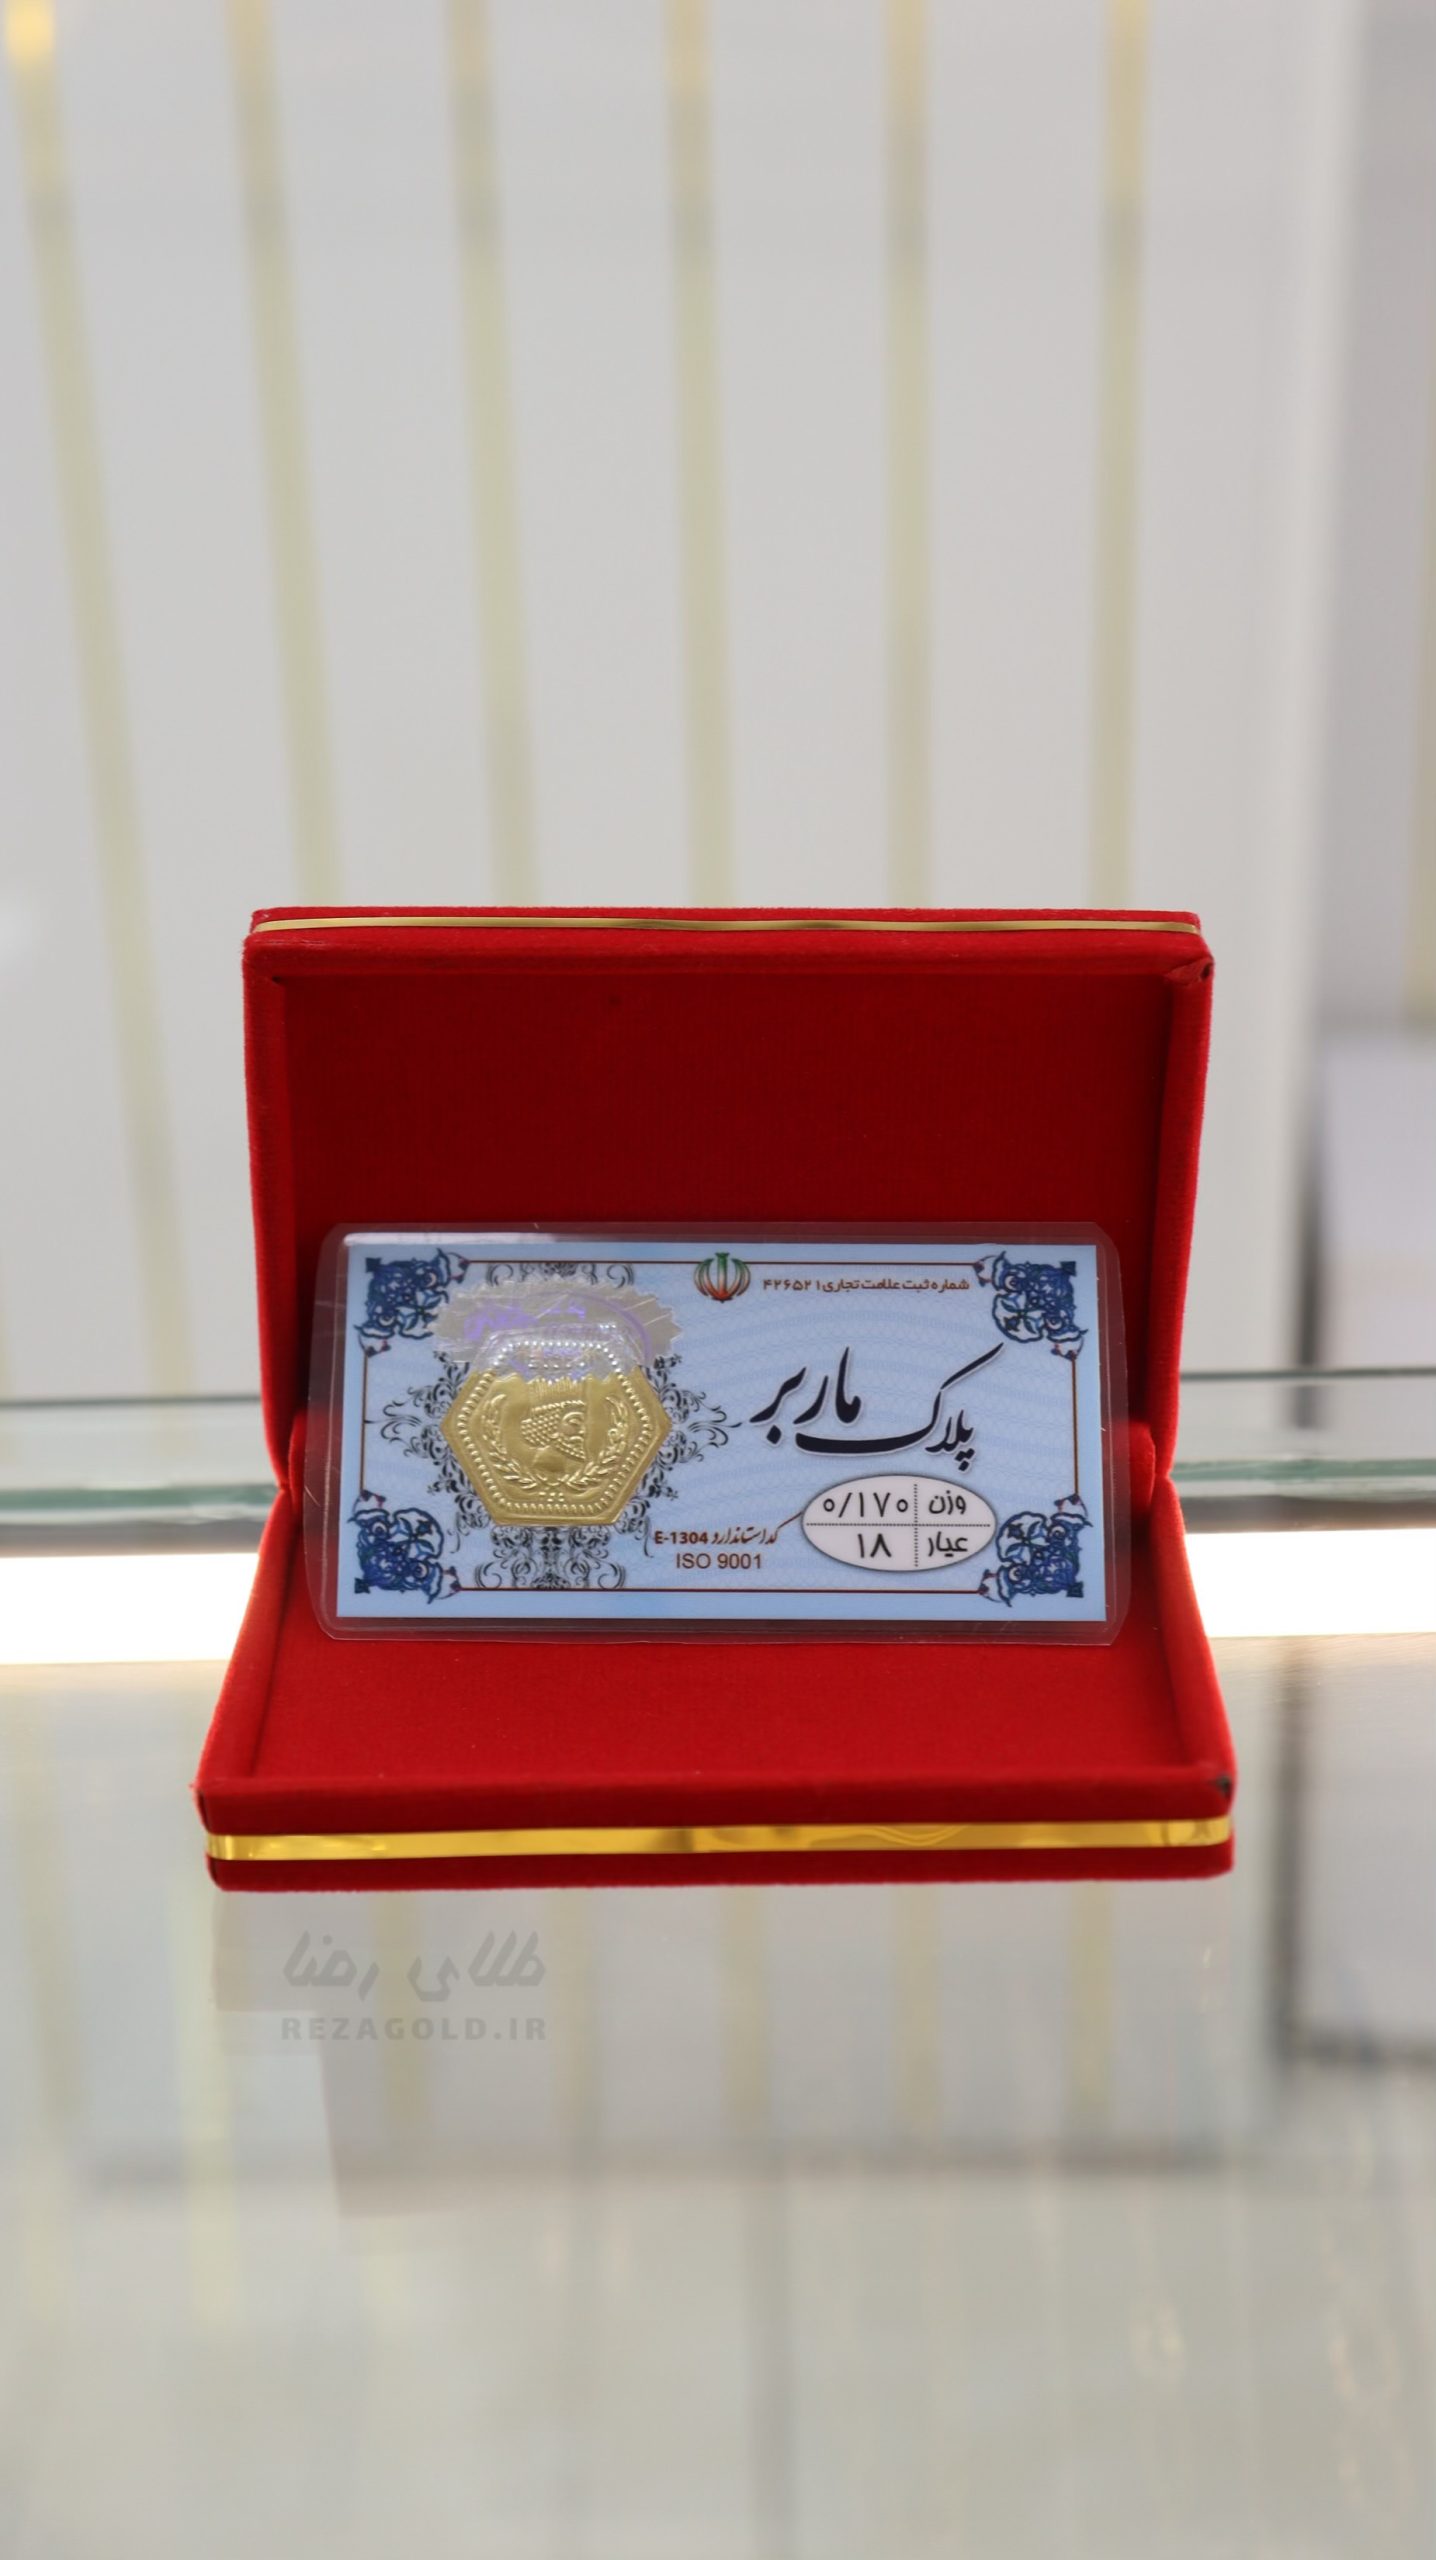 شماره ثبت علامت تجاری ۴۲۶۵۲۱
پلاک ماربر
وزن ۰/۱۷۰
عیار ۱۸
کد استاندارد E-1304
ISO 9001
طلای رضا
REZAGOLD.IR